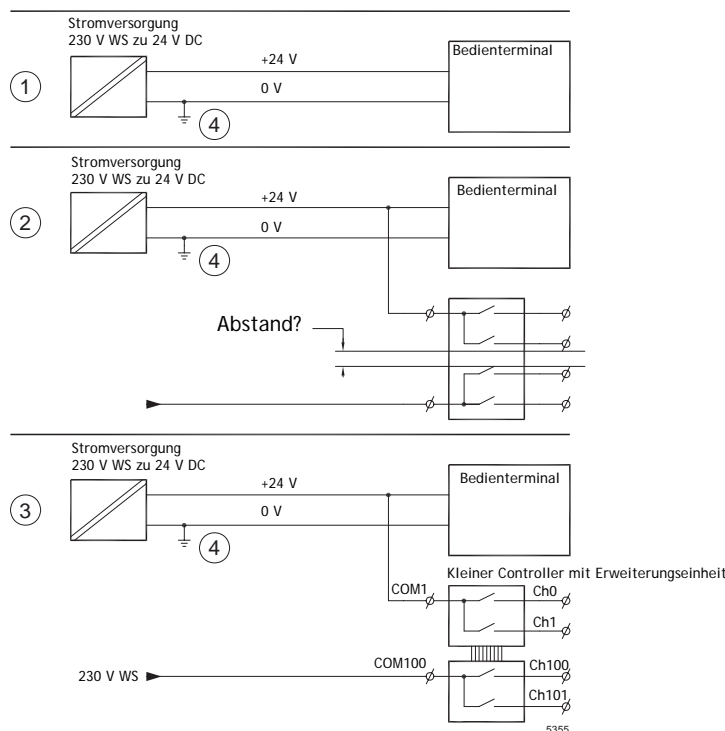 Stromversorgung
230 V WS zu 24 V DC
+24 V
Bedienterminal
1
0 V
4
Stromversorgung
230 V WS zu 24 V DC
+24 V
Bedienterminal
2
0 V
4
Abstand?
Stromversorgung
230 V WS zu 24 V DC
+24 V
Bedienterminal
3
0 V
4
Kleiner Controller mit Erweiterungseinheit
COM1
Ch0
Ch1
COM100
Ch100
230 V WS
Ch101
5355